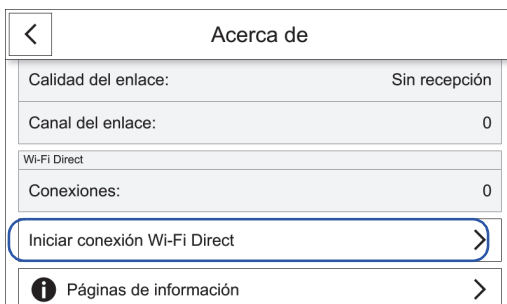 Acerca de
Calidad del enlace: Sin recepción
Canal del enlace: 0
Wi-Fi Direct
Conexiones: 0
Iniciar conexión Wi-Fi Direct
Páginas de información